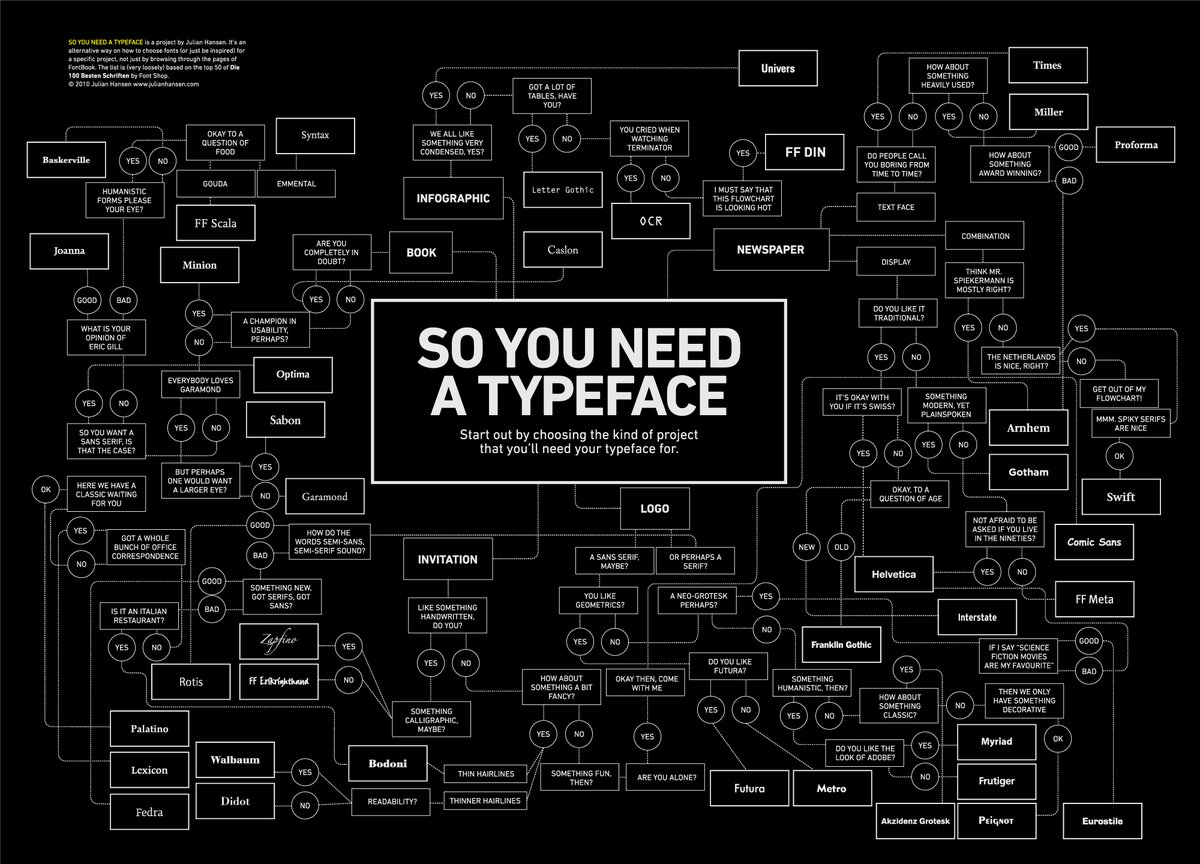 SO YOU NEED A TYPEFACE is a project by Julian Hansen. It's an
alternative way on how to choose fonts (or just be inspired) for
a specific project, not just by browsing through the pages of
FontBook. The list is (very loosely) based on the top 50 of Die
100 Besten Schriften by Font Shop.
© 2010 Julian Hansen www.julianhansen.com
SO YOU NEED
A TYPEFACE
Start out by choosing the kind of project
that you'll need your typeface for.
BOOK
ARE YOU
COMPLETELY IN
DOUBT?
YES
NO
Caslon
A CHAMPION IN
USABILITY,
PERHAPS?
YES
NO
Minion
EVERYBODY LOVES
GARAMOND
YES
NO
BUT PERHAPS
ONE WOULD WANT
A LARGER EYE?
YES
NO
Sabon
Garamond
SO YOU WANT A
SANS SERIF, IS
THAT THE CASE?
YES
NO
Optima
WHAT IS YOUR
OPINION OF
ERIC GILL
GOOD
BAD
Joanna
HUMANISTIC
FORMS PLEASE
YOUR EYE?
YES
NO
Baskerville
OKAY TO A
QUESTION OF
FOOD
GOUDA
EMMENTAL
FF Scala
Syntax
INFOGRAPHIC
WE ALL LIKE
SOMETHING VERY
CONDENSED, YES?
YES
NO
Univers
GOT A LOT OF
TABLES, HAVE
YOU?
YES
NO
Letter Gothic
YOU CRIED WHEN
WATCHING
TERMINATOR
YES
NO
OCR
I MUST SAY THAT
THIS FLOWCHART
IS LOOKING HOT
YES
FF DIN
NEWSPAPER
TEXT FACE
DO PEOPLE CALL
YOU BORING FROM
TIME TO TIME?
YES
NO
HOW ABOUT
SOMETHING
HEAVILY USED?
YES
NO
Times
Miller
HOW ABOUT
SOMETHING
AWARD WINNING?
GOOD
BAD
Proforma
COMBINATION
THINK MR.
SPIEKERMANN IS
MOSTLY RIGHT?
YES
NO
THE NETHERLANDS
IS NICE, RIGHT?
YES
NO
GET OUT OF MY
FLOWCHART!
MMM. SPIKY SERIFS
ARE NICE
OK
Swift
Arnhem
DISPLAY
DO YOU LIKE IT
TRADITIONAL?
YES
NO
IT'S OKAY WITH
YOU IF IT'S SWISS?
YES
NO
SOMETHING
MODERN, YET
PLAINSPOKEN
YES
NO
Gotham
OKAY, TO A
QUESTION OF AGE
NEW
OLD
NOT AFRAID TO BE
ASKED IF YOU LIVE
IN THE NINETIES?
YES
NO
Comic Sans
Helvetica
FF Meta
Interstate
Franklin Gothic
LOGO
A SANS SERIF,
MAYBE?
OR PERHAPS A
SERIF?
YOU LIKE
GEOMETRICS?
YES
NO
A NEO-GROTESK
PERHAPS?
YES
NO
DO YOU LIKE
FUTURA?
YES
NO
Futura
Metro
OKAY THEN, COME
WITH ME
YES
ARE YOU ALONE?
SOMETHING
HUMANISTIC, THEN?
YES
NO
HOW ABOUT
SOMETHING
CLASSIC?
YES
NO
THEN WE ONLY
HAVE SOMETHING
DECORATIVE
OK
IF I SAY "SCIENCE
FICTION MOVIES
ARE MY FAVOURITE"
GOOD
BAD
DO YOU LIKE THE
LOOK OF ADOBE?
YES
NO
Myriad
Frutiger
Akzidenz Grotesk
Peignot
Eurostile
INVITATION
LIKE SOMETHING
HANDWRITTEN,
DO YOU?
YES
NO
SOMETHING
CALLIGRAPHIC,
MAYBE?
YES
NO
Zapfino
FF Erikrighthand
HOW ABOUT
SOMETHING A BIT
FANCY?
YES
NO
SOMETHING FUN,
THEN?
THIN HAIRLINES
THINNER HAIRLINES
Bodoni
READABILITY?
YES
NO
Walbaum
Didot
HOW DO THE
WORDS SEMI-SANS,
SEMI-SERIF SOUND?
GOOD
BAD
SOMETHING NEW,
GOT SERIFS, GOT
SANS?
GOOD
BAD
HERE WE HAVE A
CLASSIC WAITING
FOR YOU
OK
GOT A WHOLE
BUNCH OF OFFICE
CORRESPONDENCE
YES
NO
IS IT AN ITALIAN
RESTAURANT?
YES
NO
Rotis
Palatino
Lexicon
Fedra